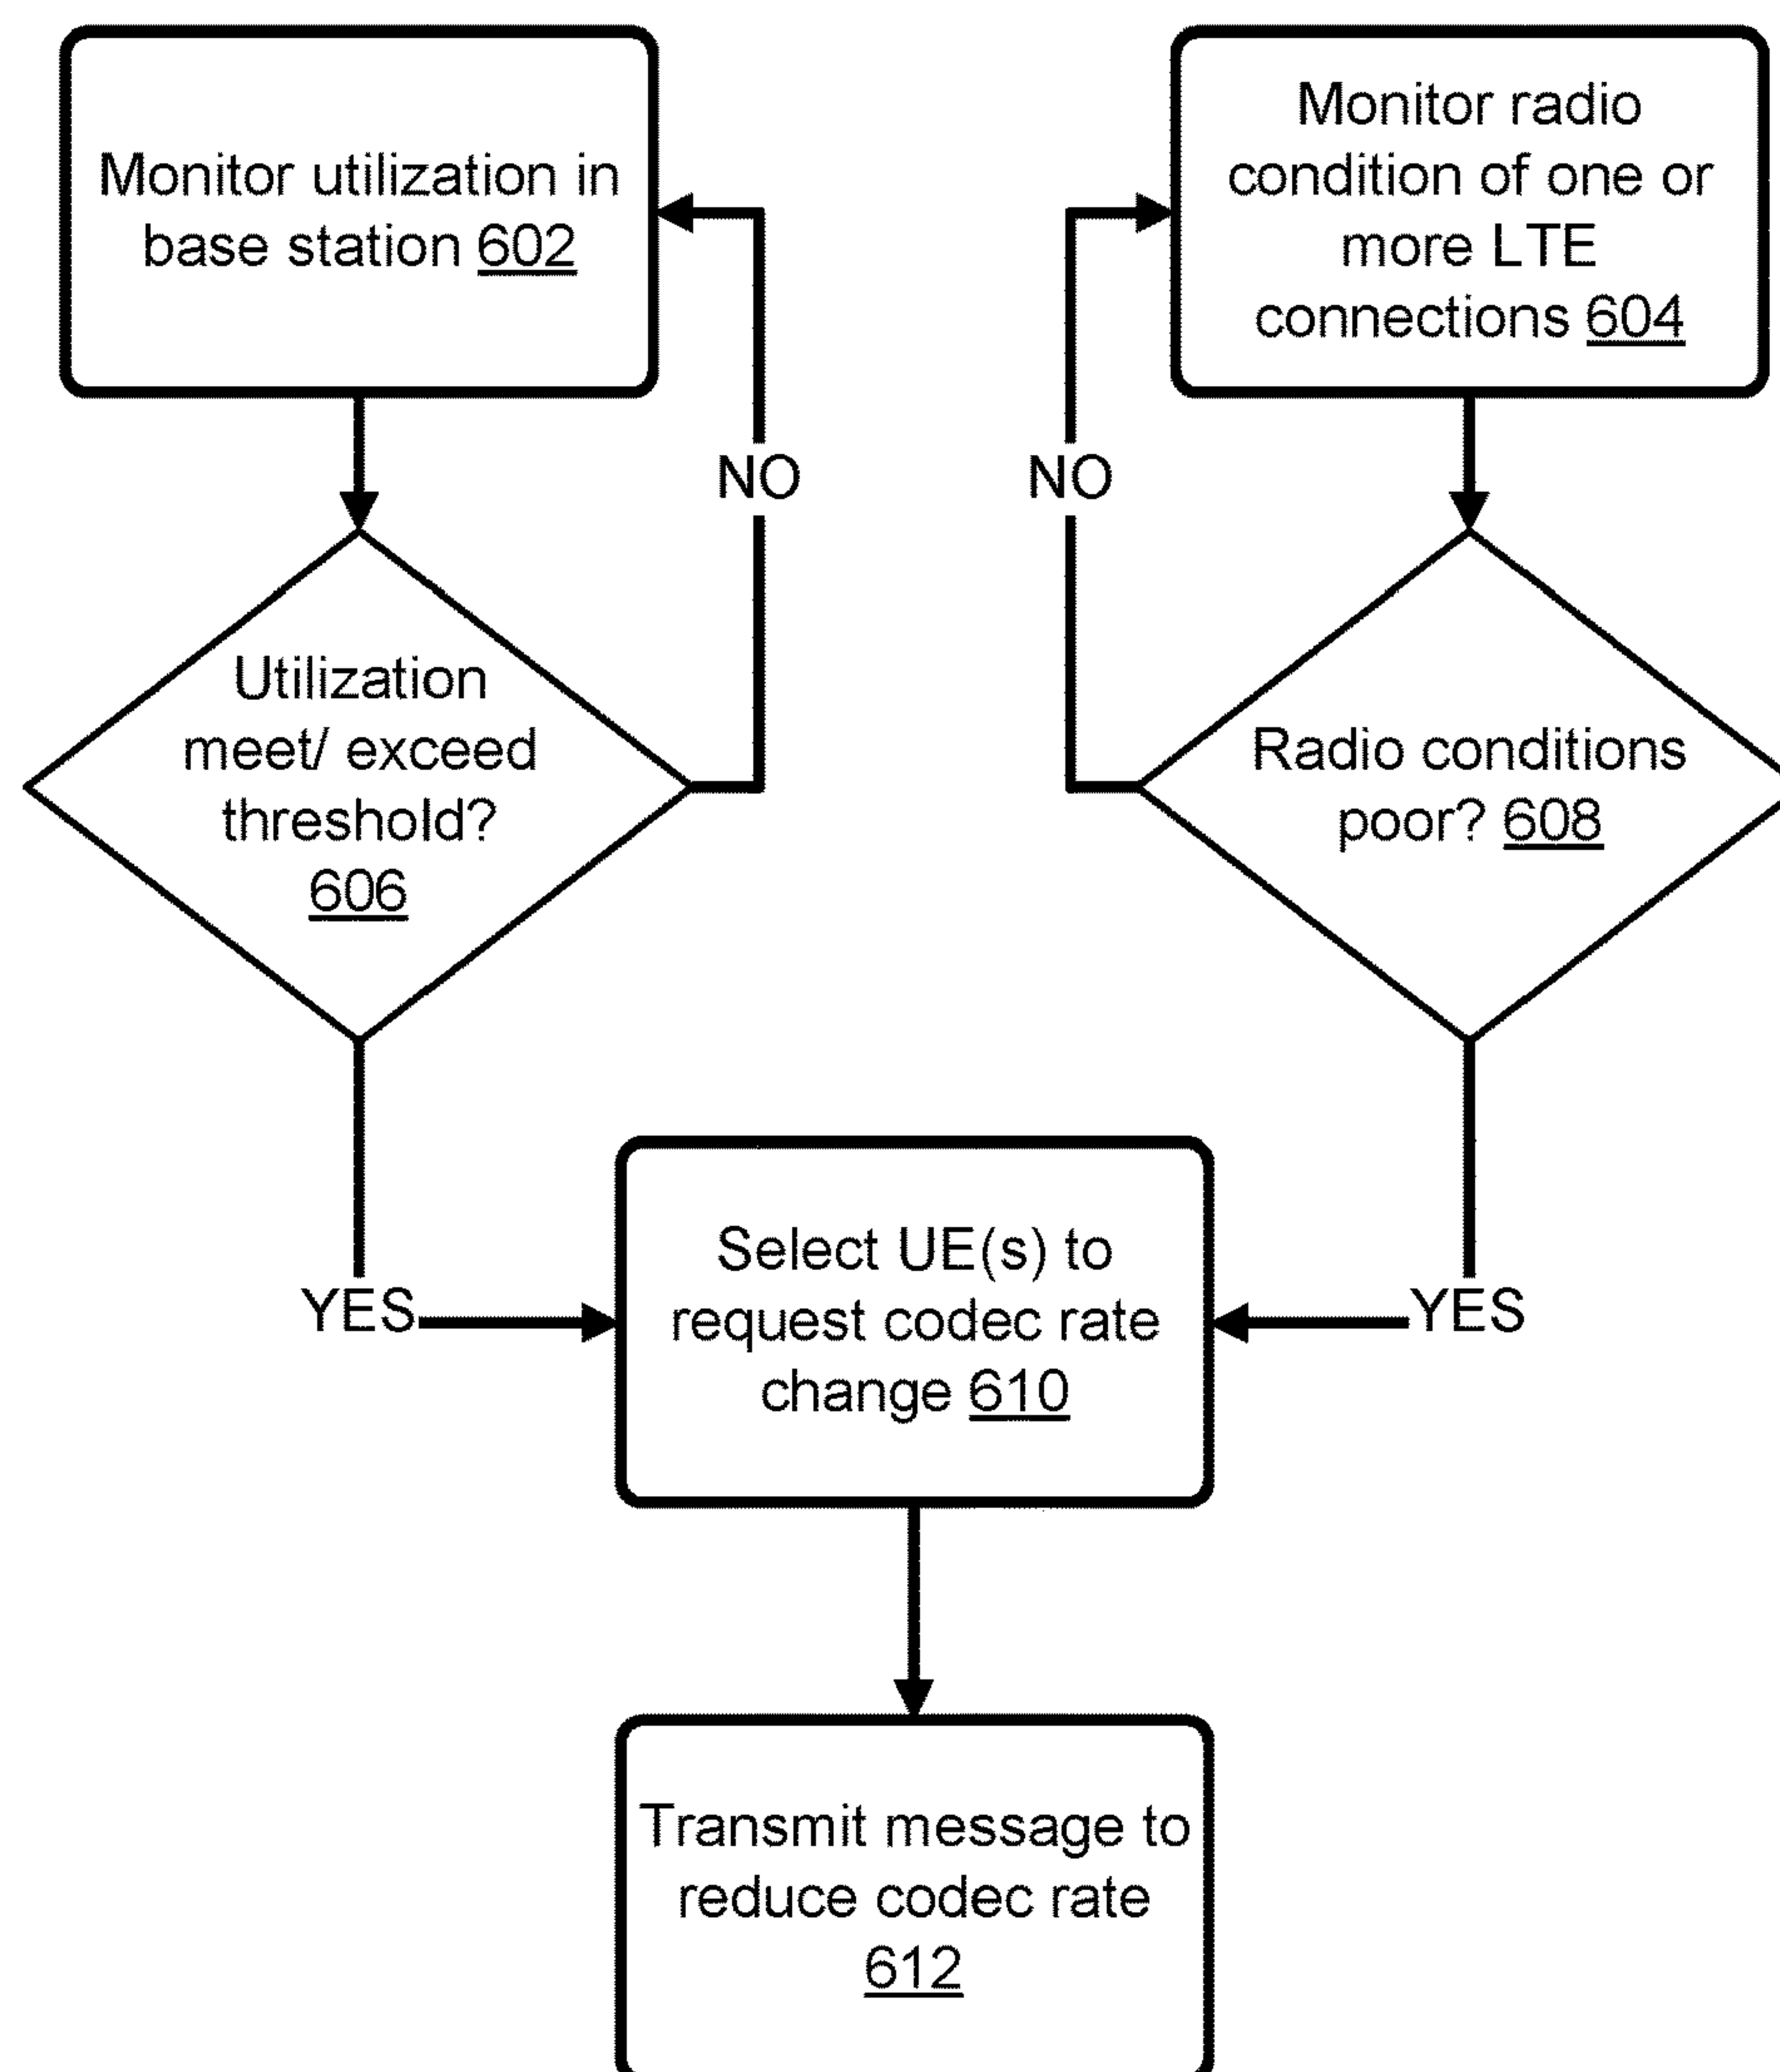 Monitor utilization in
base station 602
Monitor radio
condition of one or
more LTE
connections 604
NO
NO
Utilization
meet/ exceed
threshold?
606
Radio conditions
poor? 608
YES
YES
Select UE(s) to
request codec rate
change 610
Transmit message to
reduce codec rate
612